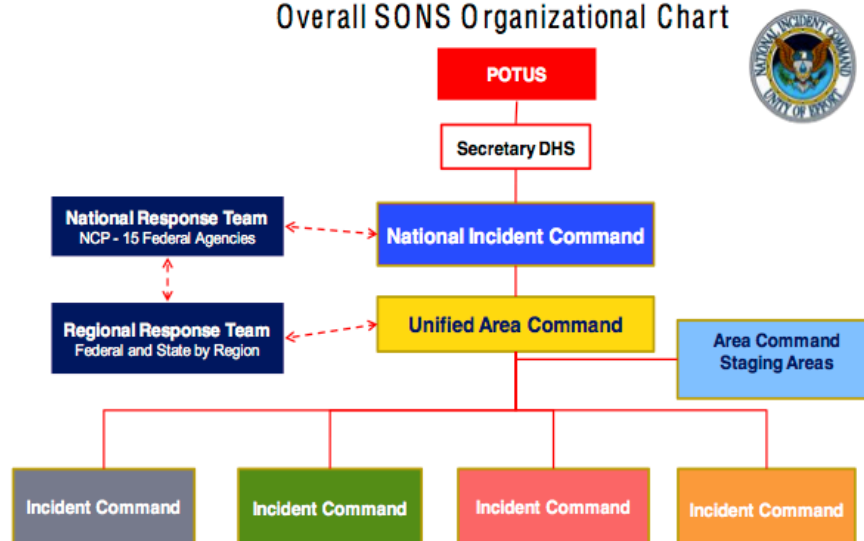 Overall SONS Organizational Chart
NATIONAL INCIDENT COMMAND
UNITY OF EFFORT
POTUS
Secretary DHS
National Response Team
NCP - 15 Federal Agencies
National Incident Command
Regional Response Team
Federal and State by Region
Unified Area Command
Area Command
Staging Areas
Incident Command
Incident Command
Incident Command
Incident Command